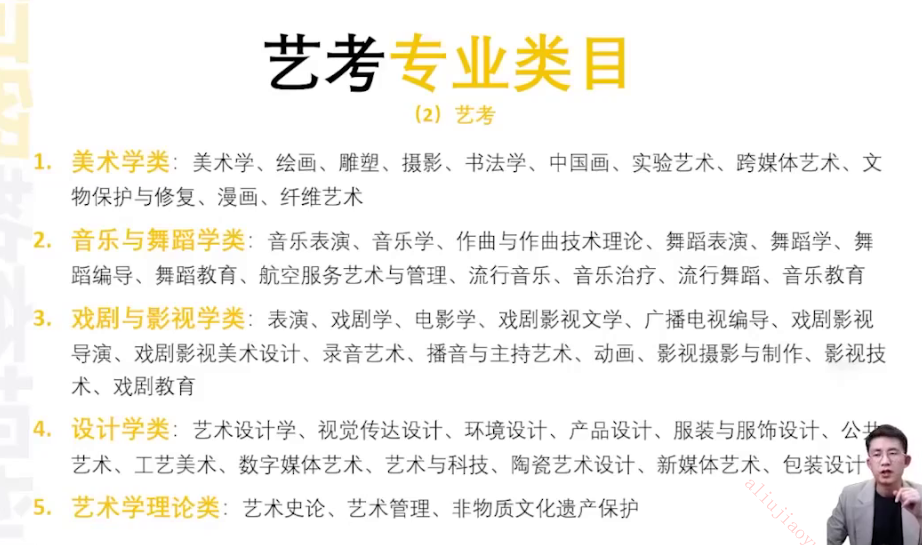 艺考专业类目
（2）艺考
1. 美术学类：美术学、绘画、雕塑、摄影、书法学、中国画、实验艺术、跨媒体艺术、文
物保护与修复、漫画、纤维艺术
2. 音乐与舞蹈学类：音乐表演、音乐学、作曲与作曲技术理论、舞蹈表演、舞蹈学、舞
蹈编导、舞蹈教育、航空服务艺术与管理、流行音乐、音乐治疗、流行舞蹈、音乐教育
3. 戏剧与影视学类：表演、戏剧学、电影学、戏剧影视文学、广播电视编导、戏剧影视
导演、戏剧影视美术设计、录音艺术、播音与主持艺术、动画、影视摄影与制作、影视技
术、戏剧教育
4. 设计学类：艺术设计学、视觉传达设计、环境设计、产品设计、服装与服饰设计、公共
艺术、工艺美术、数字媒体艺术、艺术与科技、陶瓷艺术设计、新媒体艺术、包装设计
5. 艺术学理论类：艺术史论、艺术管理、非物质文化遗产保护